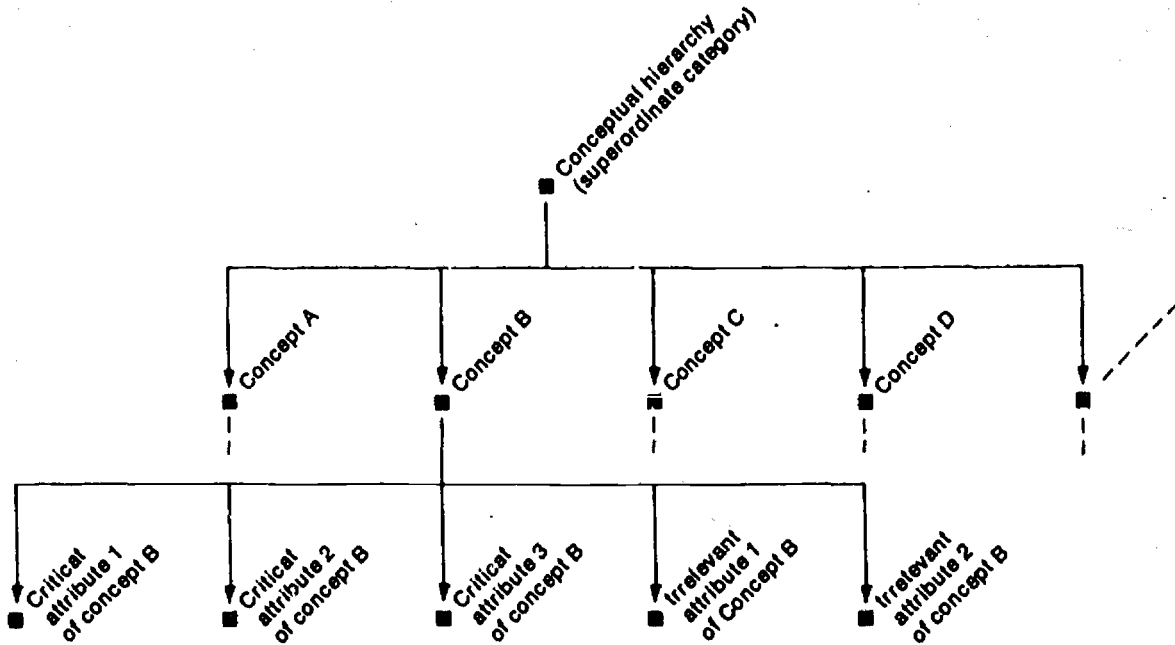 Conceptual hierarchy
(superordinate category)
Concept A
Concept B
Concept C
Concept D
Critical
attribute 1
of concept B
Critical
attribute 2
of concept B
Critical
attribute 3
of concept B
Irrelevant
attribute 1
of Concept B
Irrelevant
attribute 2
of concept B